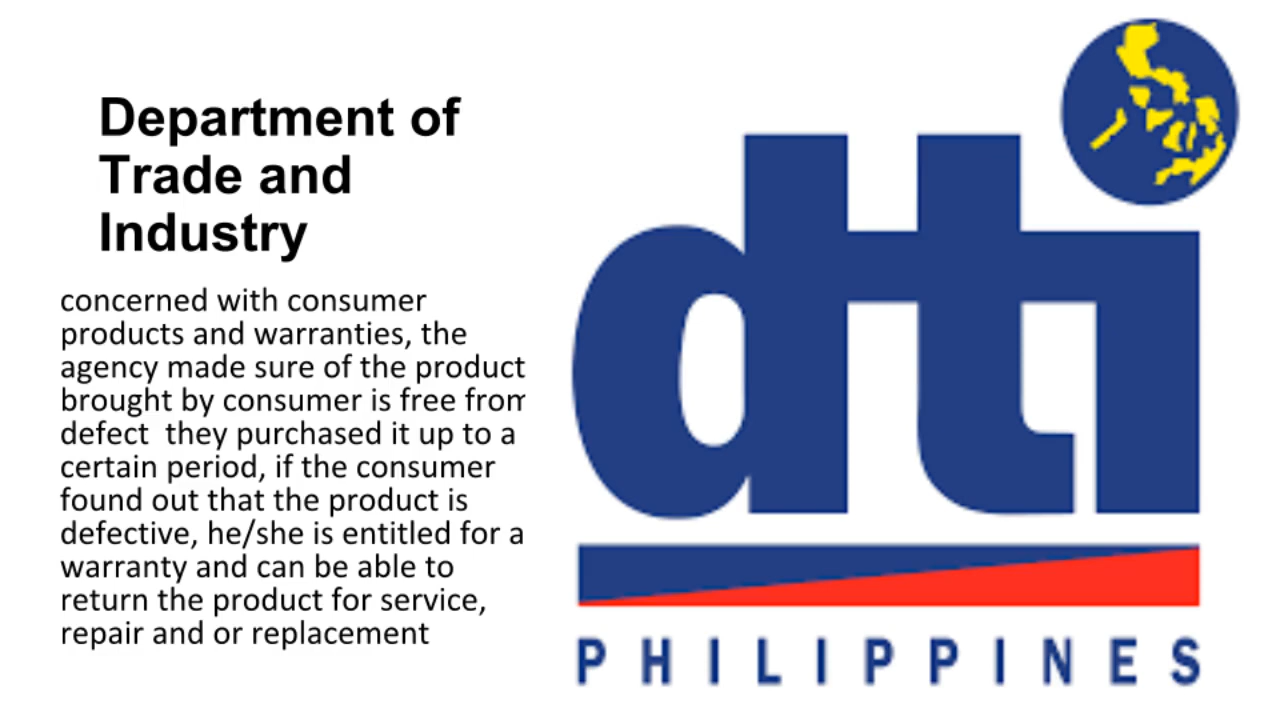 Department of
Trade and
Industry
concerned with consumer
products and warranties, the
agency made sure of the product
brought by consumer is free from
defect  they purchased it up to a
certain period, if the consumer
found out that the product is
defective, he/she is entitled for a
warranty and can be able to
return the product for service,
repair and or replacement
dti
PHILIPPINES